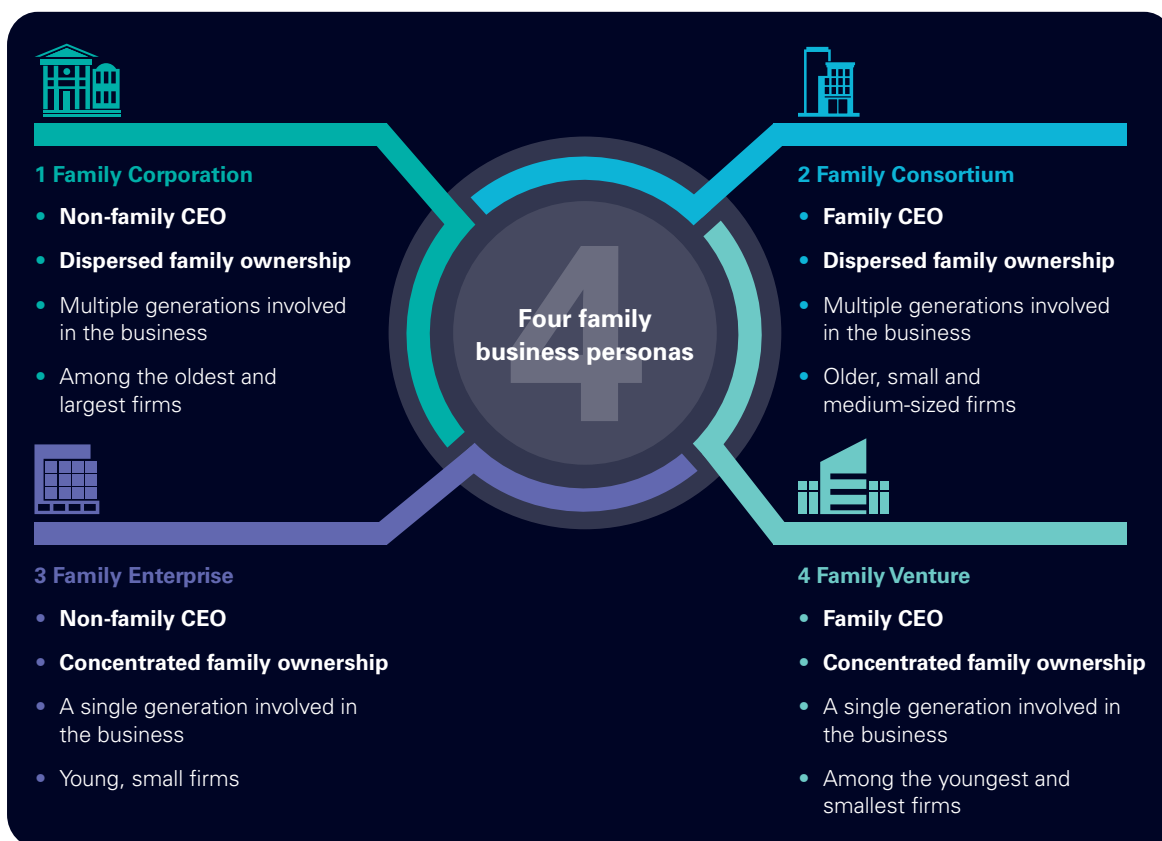 1 Family Corporation
• Non-family CEO
• Dispersed family ownership
• Multiple generations involved
in the business
• Among the oldest and
largest firms
2 Family Consortium
• Family CEO
• Dispersed family ownership
• Multiple generations involved
in the business
• Older, small and
medium-sized firms
4
Four family
business personas
3 Family Enterprise
• Non-family CEO
• Concentrated family ownership
• A single generation involved in
the business
• Young, small firms
4 Family Venture
• Family CEO
• Concentrated family ownership
• A single generation involved in
the business
• Among the youngest and
smallest firms